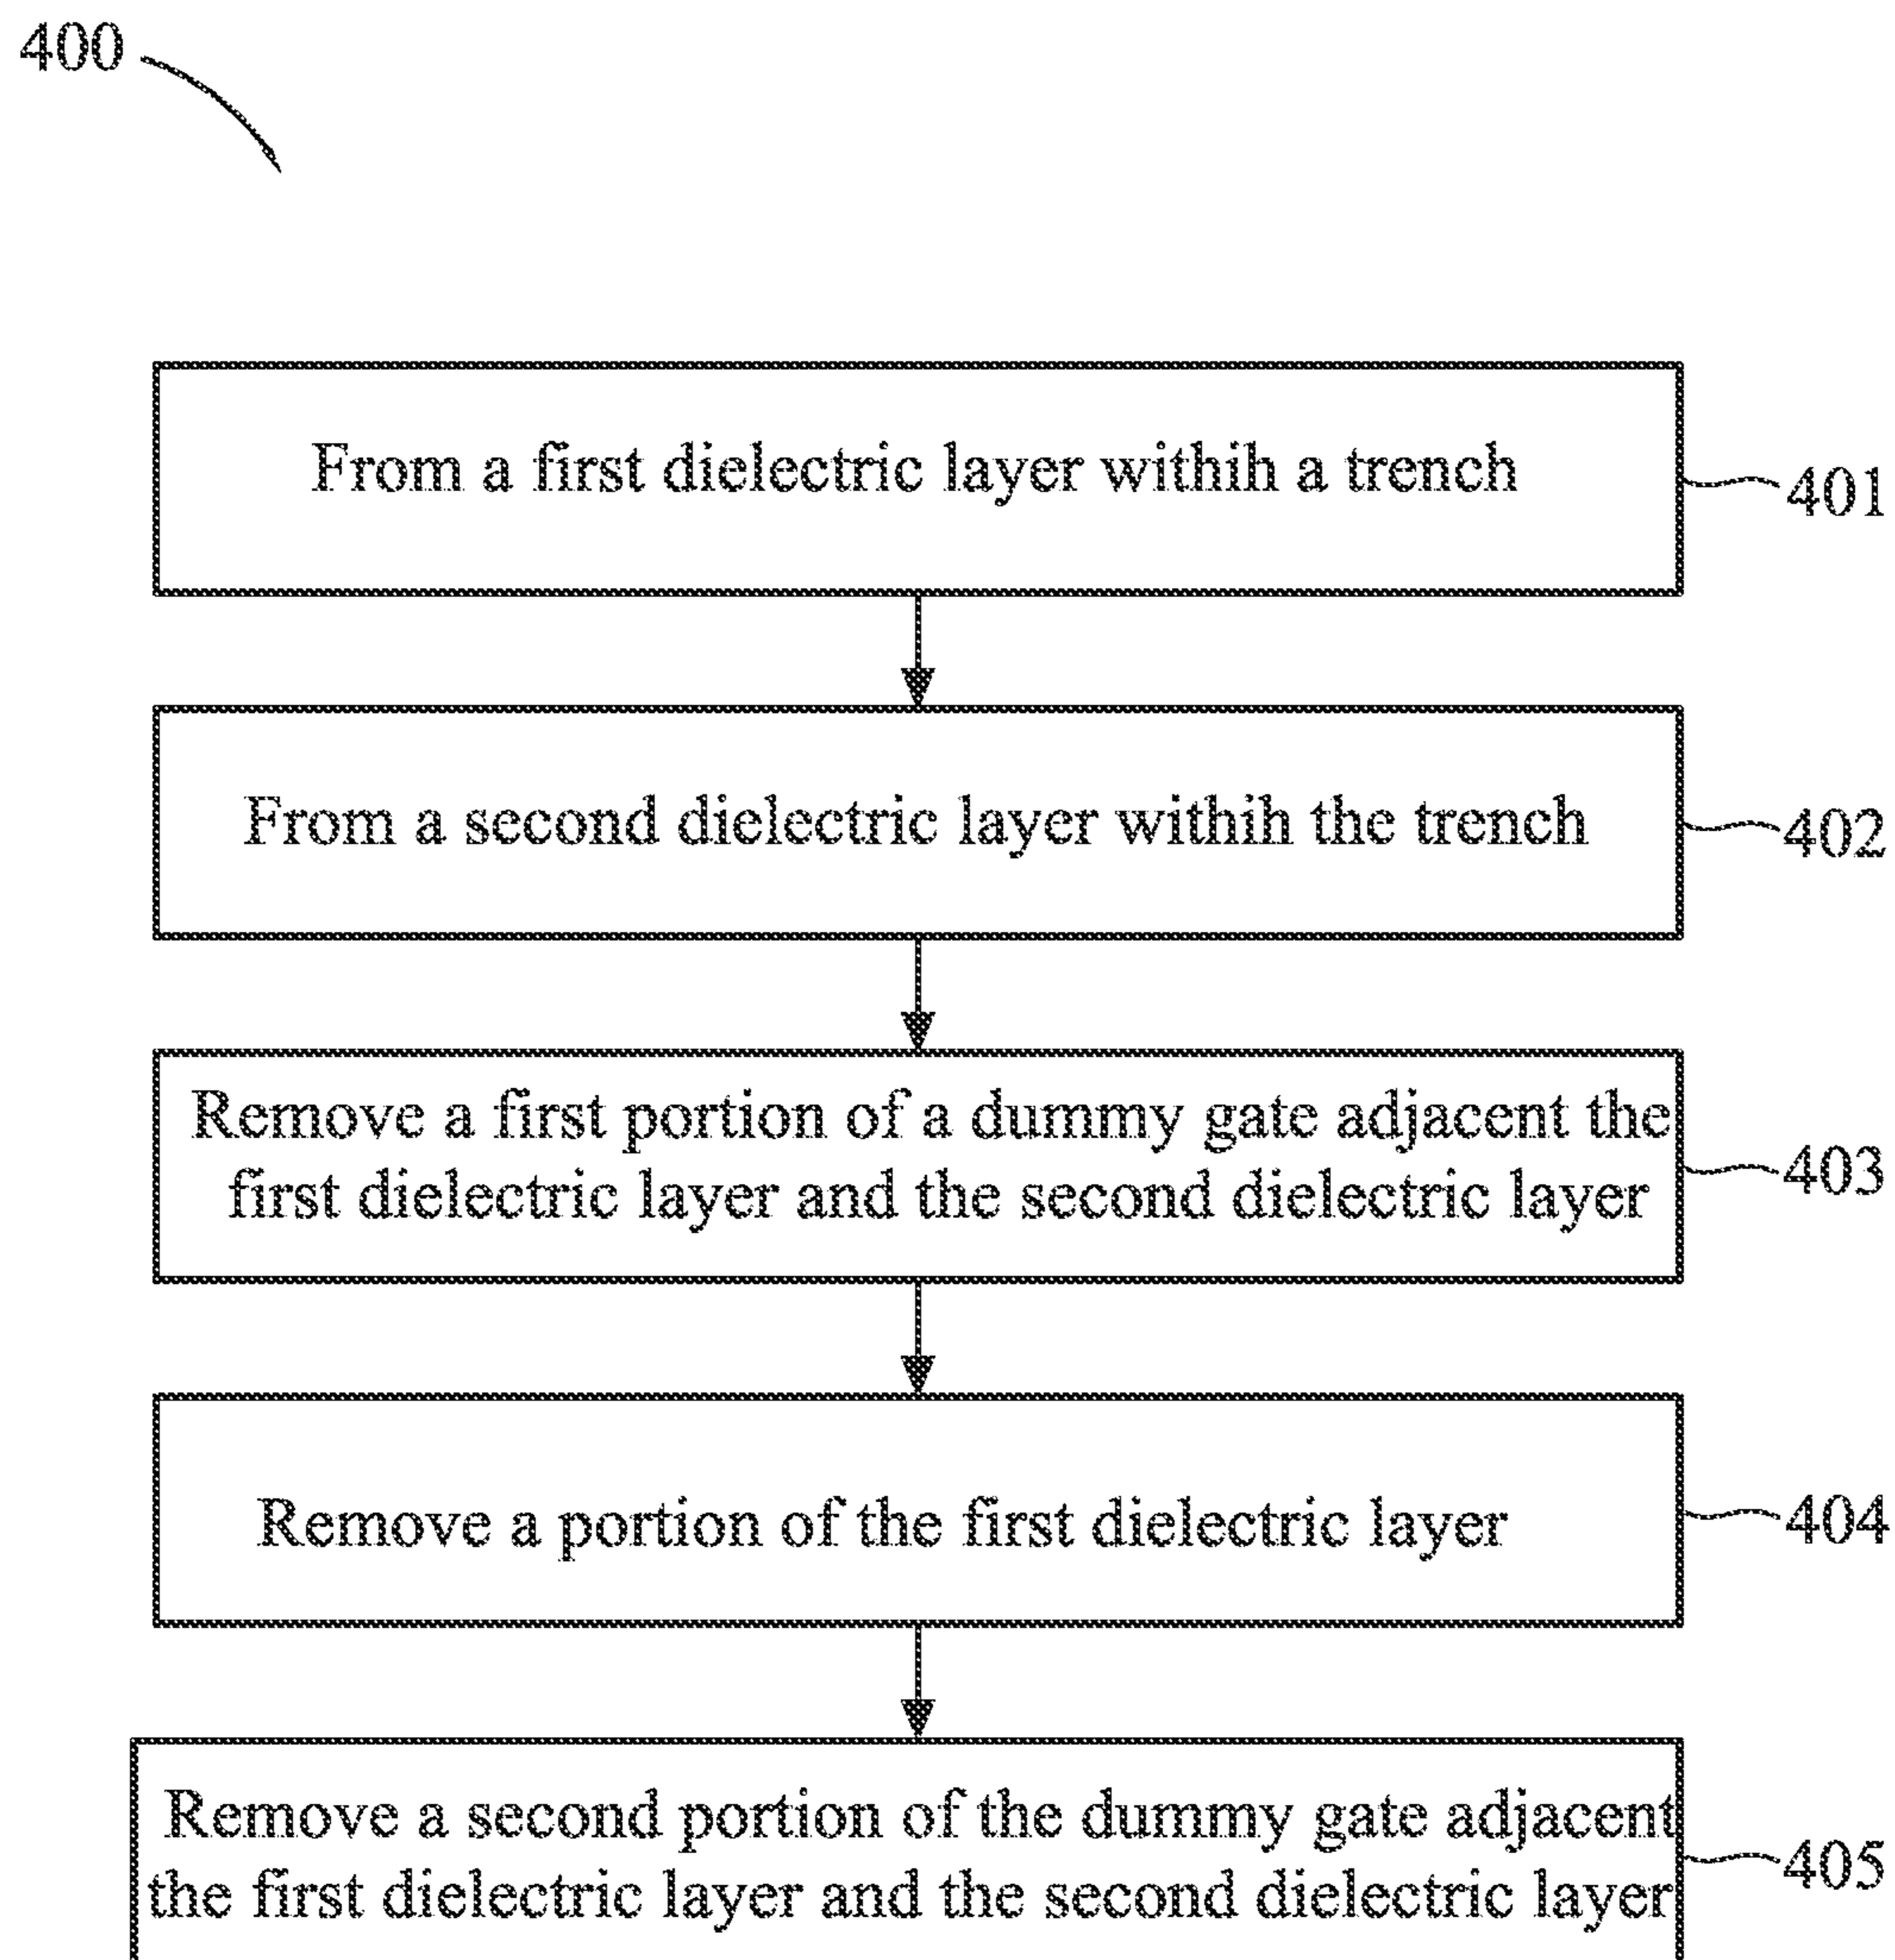 400
From a first dielectric layer withih a trench
401
From a second dielectric layer withih the trench
402
Remove a first portion of a dummy gate adjacent the
first dielectric layer and the second dielectric layer
403
Remove a portion of the first dielectric layer
404
Remove a second portion of the dummy gate adjacent
the first dielectric layer and the second dielectric layer
405